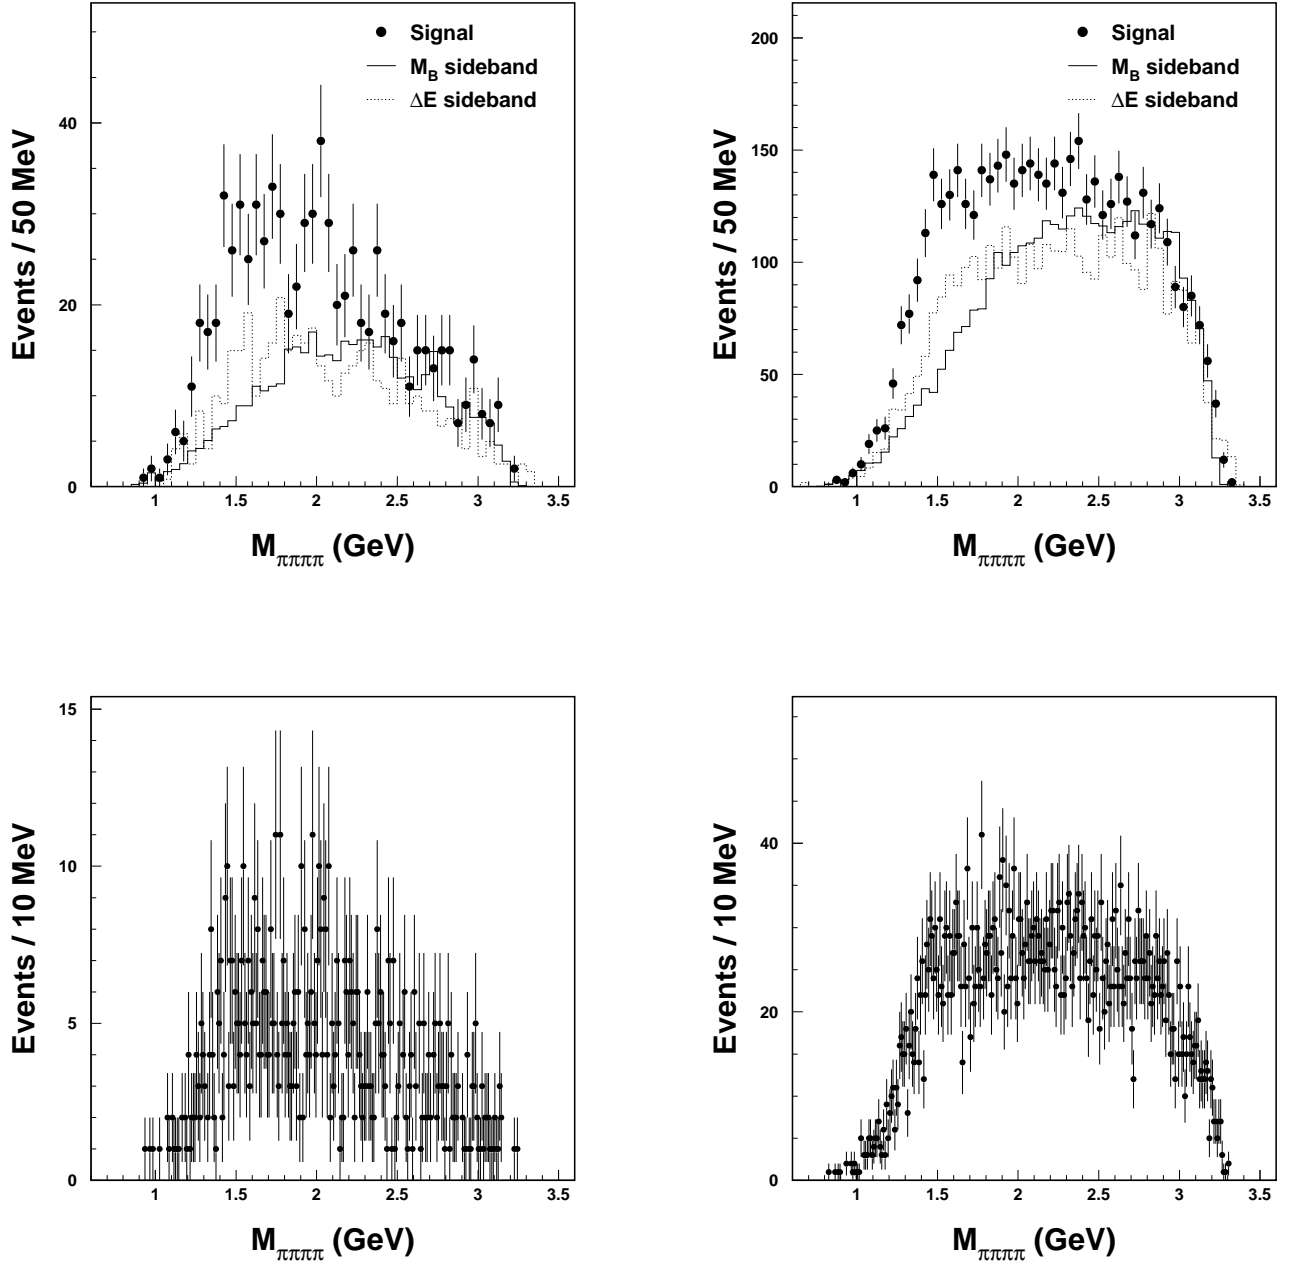 Signal
M_B sideband
ΔE sideband
40
20
0
Events / 50 MeV
1 1.5 2 2.5 3 3.5
M_ππππ (GeV)
Signal
M_B sideband
ΔE sideband
200
150
100
50
0
Events / 50 MeV
1 1.5 2 2.5 3 3.5
M_ππππ (GeV)
15
10
5
0
Events / 10 MeV
1 1.5 2 2.5 3 3.5
M_ππππ (GeV)
40
20
0
Events / 10 MeV
1 1.5 2 2.5 3 3.5
M_ππππ (GeV)